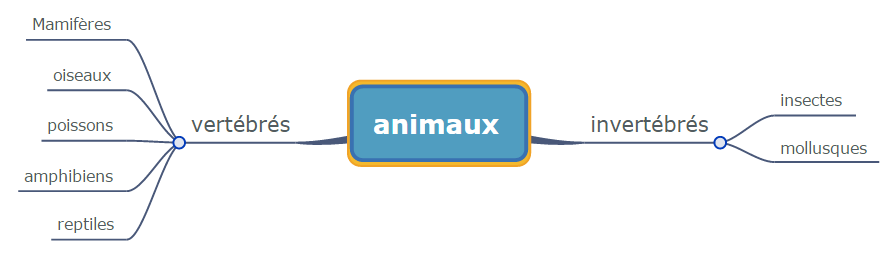 Mamifères
oiseaux
poissons
amphibiens
reptiles
vertébrés
animaux
invertébrés
insectes
mollusques